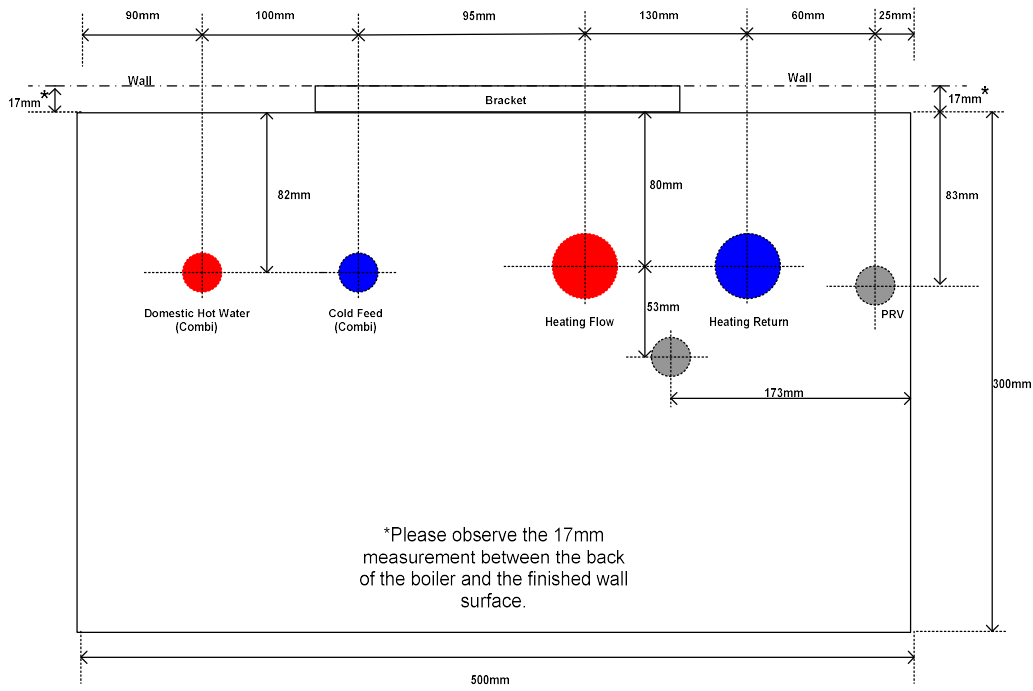 90mm
100mm
95mm
130mm
60mm
25mm
Wall
Wall
17mm*
17mm*
Bracket
82mm
80mm
83mm
Domestic Hot Water
(Combi)
Cold Feed
(Combi)
Heating Flow
Heating Return
PRV
53mm
300mm
173mm
*Please observe the 17mm
measurement between the back
of the boiler and the finished wall
surface.
500mm